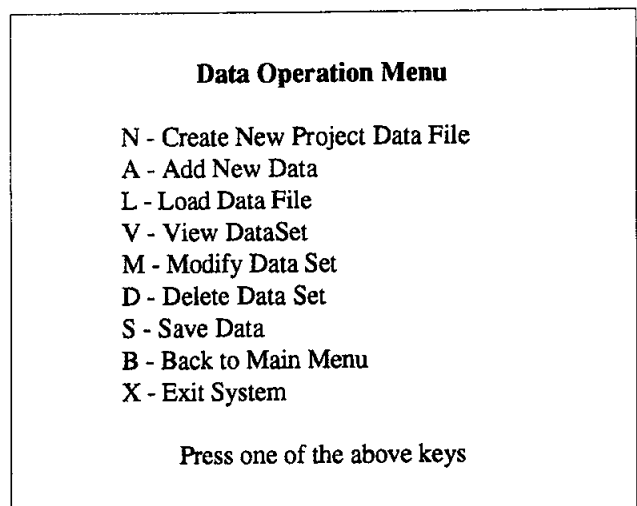 Data Operation Menu
N - Create New Project Data File
A - Add New Data
L - Load Data File
V - View DataSet
M - Modify Data Set
D - Delete Data Set
S - Save Data
B - Back to Main Menu
X - Exit System
Press one of the above keys